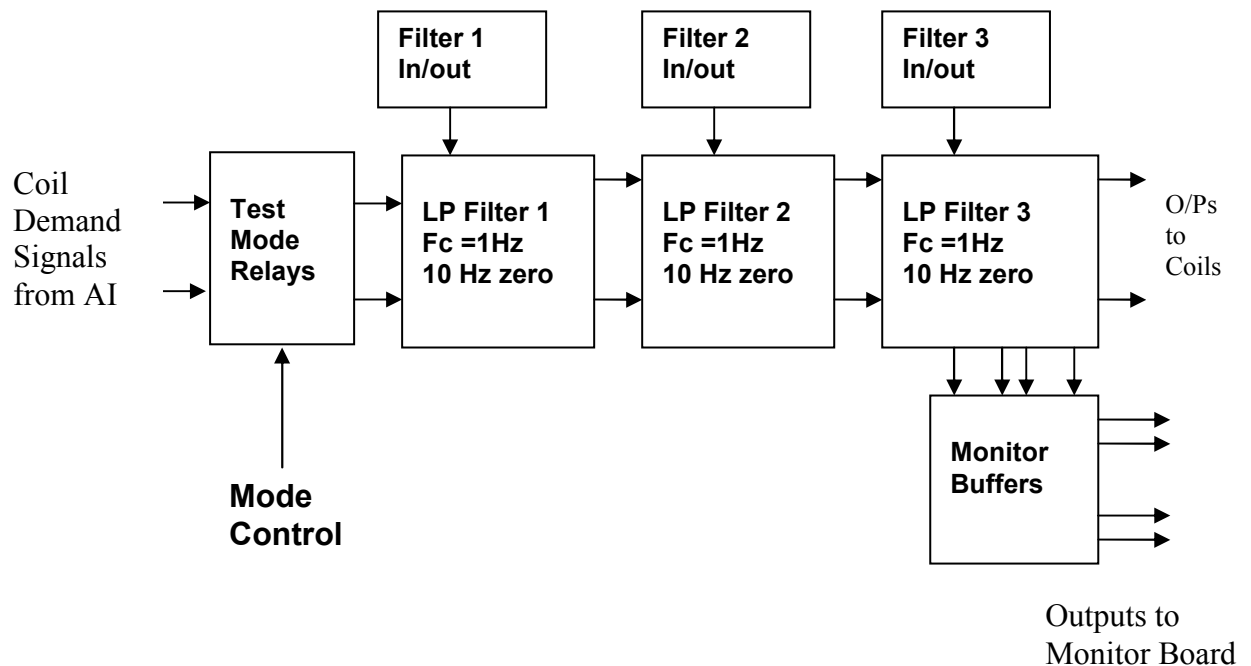 Filter 1
In/out
Filter 2
In/out
Filter 3
In/out
Coil
Demand
Signals
from AI
Test
Mode
Relays
LP Filter 1
Fc =1Hz
10 Hz zero
LP Filter 2
Fc =1Hz
10 Hz zero
LP Filter 3
Fc =1Hz
10 Hz zero
O/Ps
to
Coils
Mode
Control
Monitor
Buffers
Outputs to
Monitor Board